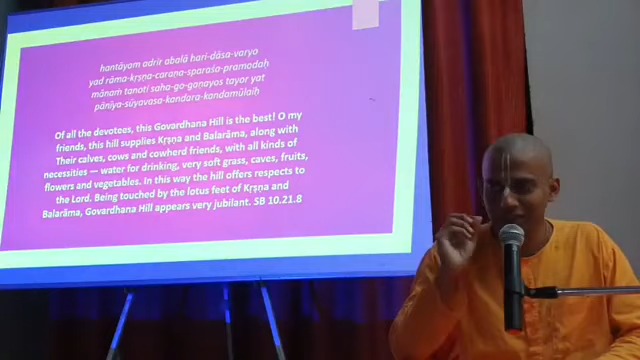 hantāyam adrir abalā hari-dāsa-varyo
yad rāma-kṛṣṇa-caraṇa-sparaśa-pramodaḥ
mānaṁ tanoti saha-go-gaṇayos tayor yat
pānīya-sūyavasa-kandara-kandamūlaiḥ
Of all the devotees, this Govardhana Hill is the best! O my
friends, this hill supplies Kṛṣṇa and Balarāma, along with
Their calves, cows and cowherd friends, with all kinds of
necessities — water for drinking, very soft grass, caves, fruits,
flowers and vegetables. In this way the hill offers respects to
the Lord. Being touched by the lotus feet of Kṛṣṇa and
Balarāma, Govardhana Hill appears very jubilant. SB 10.21.8